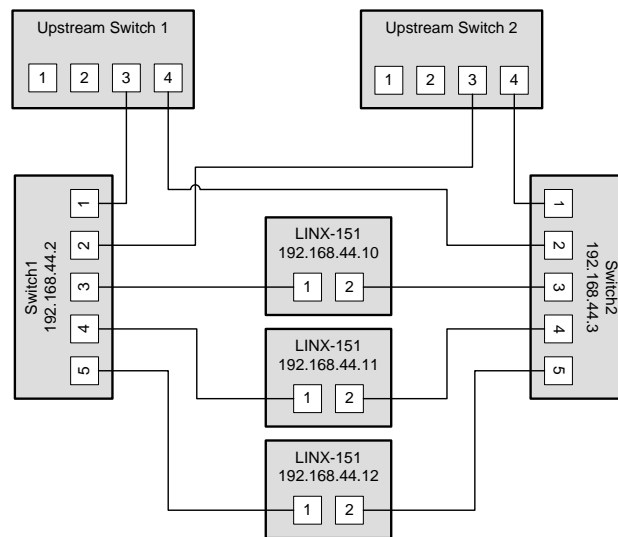 Upstream Switch 1
1 2 3 4
Upstream Switch 2
1 2 3 4
Switch1
192.168.44.2
1
2
3
4
5
LINX-151
192.168.44.10
1 2
LINX-151
192.168.44.11
1 2
LINX-151
192.168.44.12
1 2
1
2
3
4
5
Switch2
192.168.44.3